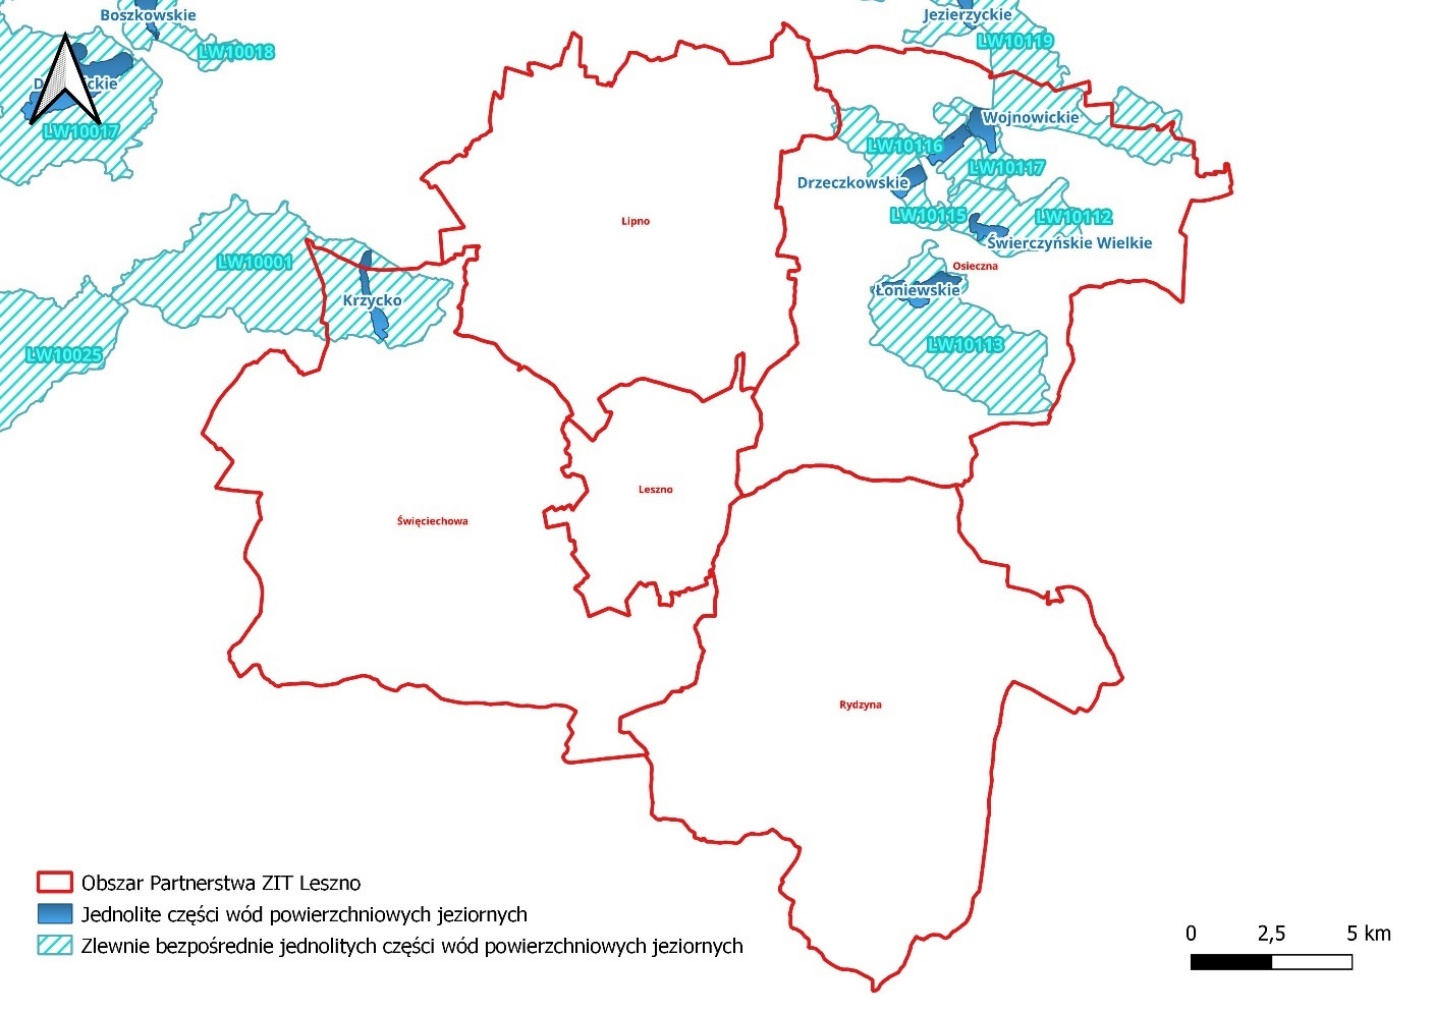 Boszkowskie
Jezierzyckie
LW10018
LW10119
LW10017
Wojnowickie
LW10116
LW10117
Drzeczkowskie
LW10115
LW10112
Lipno
Świerczyńskie Wielkie
LW10001
Osieczna
Łoniewskie
Krzycko
LW10113
LW10025
Leszno
Święciechowa
Rydzyna
Obszar Partnerstwa ZIT Leszno
Jednolite części wód powierzchniowych jeziornych
Zlewnie bezpośrednie jednolitych części wód powierzchniowych jeziornych
0 2,5 5 km